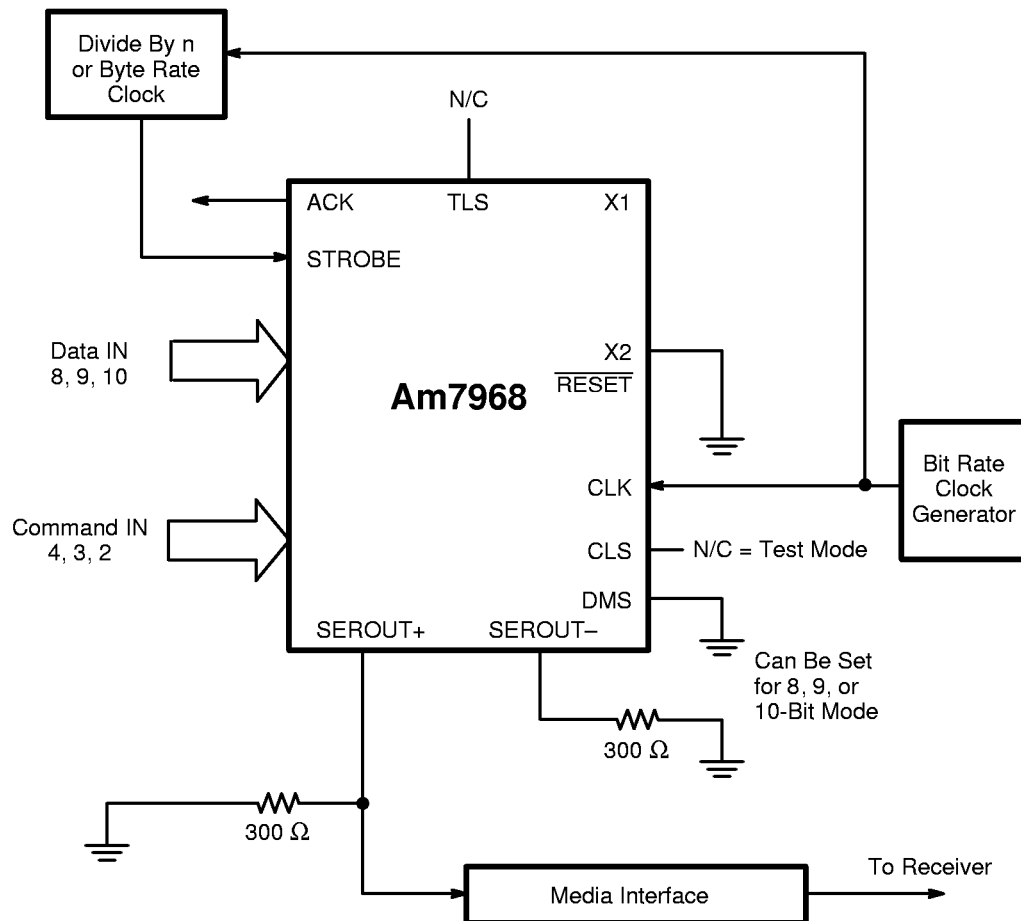 Divide By n
or Byte Rate
Clock
N/C
ACK
TLS
X1
STROBE
Data IN
8, 9, 10
X2
RESET
Am7968
Bit Rate
Clock
Generator
CLK
Command IN
4, 3, 2
CLS
N/C = Test Mode
DMS
SEROUT+
SEROUT–
Can Be Set
for 8, 9, or
10-Bit Mode
300 Ω
300 Ω
To Receiver
Media Interface